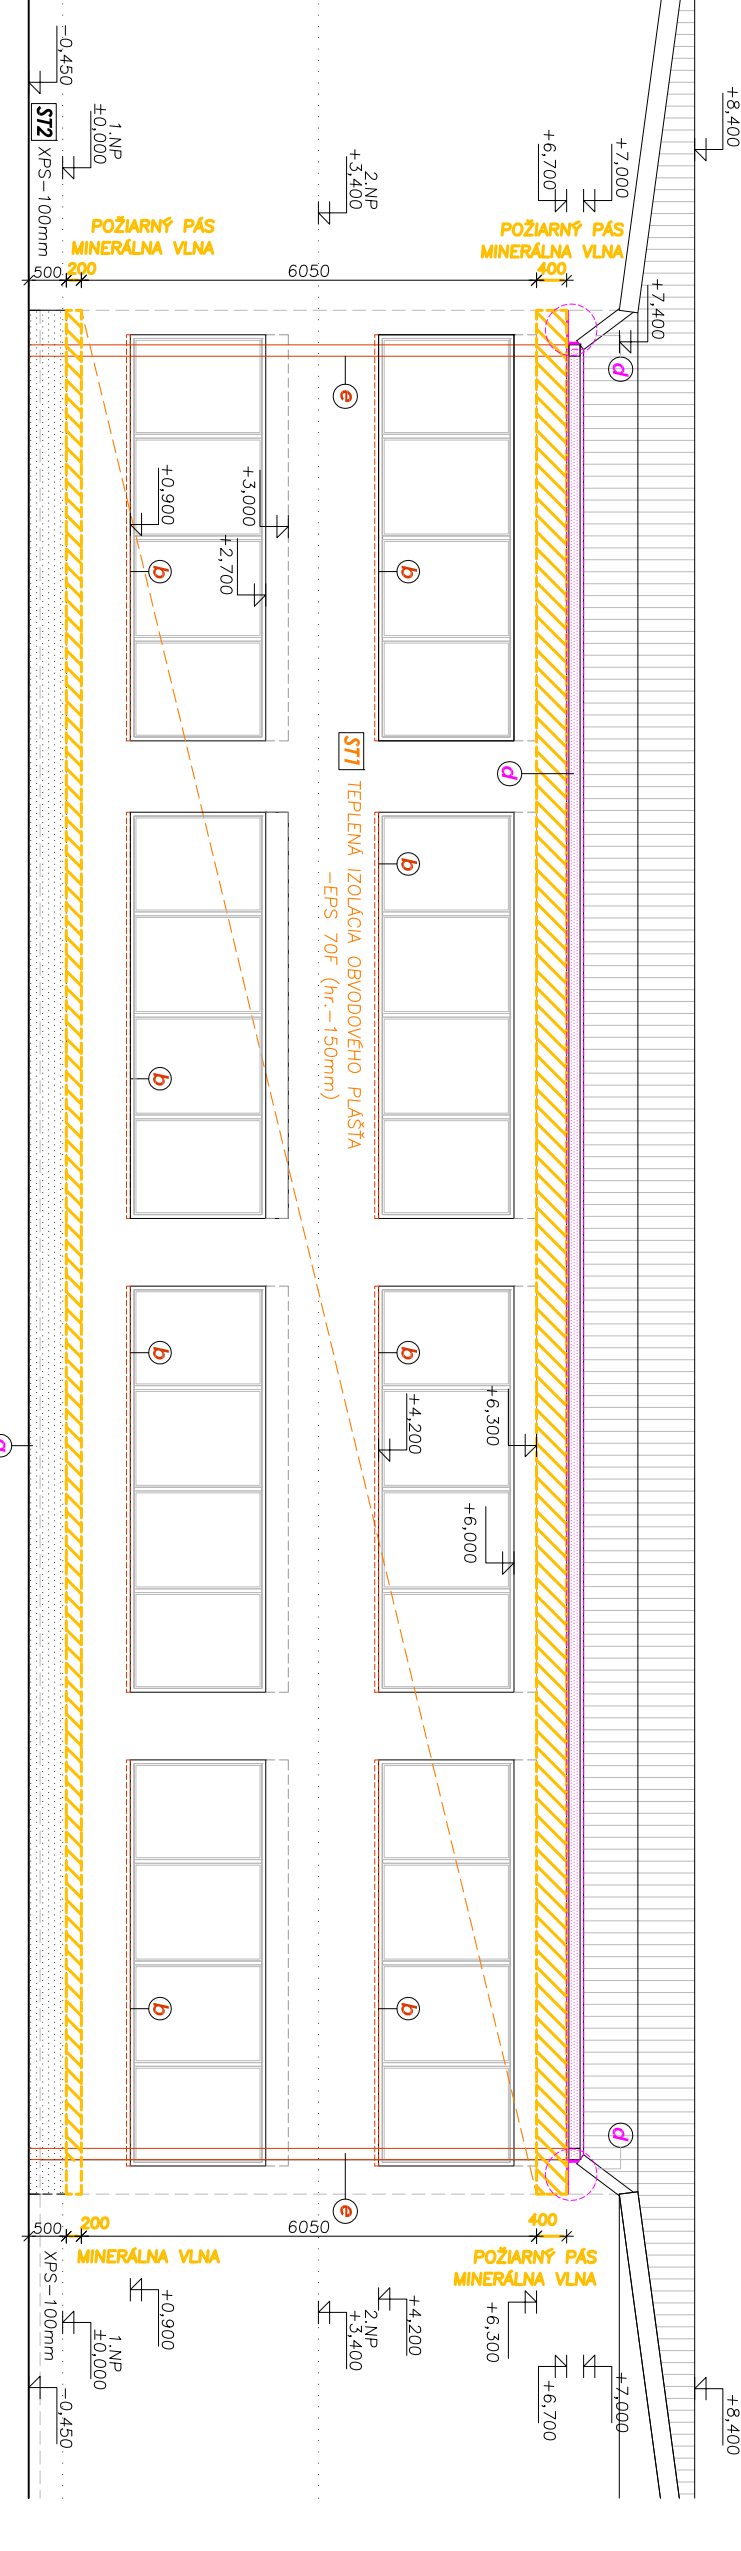 +8,400
+7,000
+6,700
2.NP
+3,400
1.NP
±0,000
-0,450
ST2 XPS-100mm
POŽIARNÝ PÁS
MINERÁLNA VLNA
POŽIARNÝ PÁS
MINERÁLNA VLNA
500
200
6050
400
+7,400
d
e
+0,900
+3,000
+2,700
b
b
ST1 TEPLENÁ IZOLÁCIA OBVODOVÉHO PLÁŠŤA
-EPS 70F (hr.-150mm)
d
b
b
b
b
+6,300
+4,200
+6,000
a
b
b
d
e
500
200
6050
400
MINERÁLNA VLNA
POŽIARNÝ PÁS
MINERÁLNA VLNA
XPS-100mm
+0,900
+4,200
+6,300
2.NP
+3,400
1.NP
±0,000
-0,450
+6,700
+7,000
+8,400